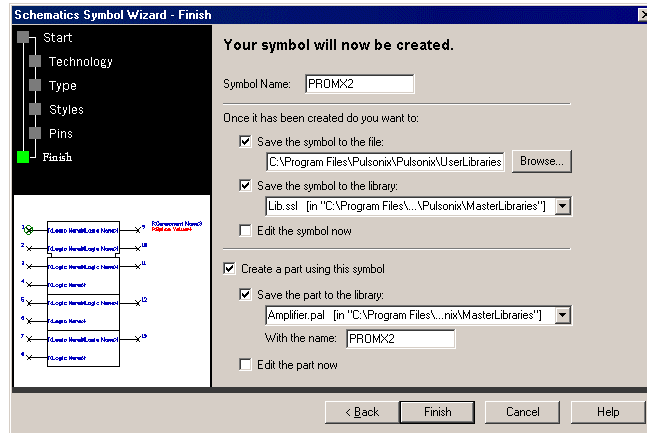 Schematics Symbol Wizard - Finish
Start
Technology
Type
Styles
Pins
Finish
Your symbol will now be created.
Symbol Name: PROMX2
Once it has been created do you want to:
Save the symbol to the file:
C:\Program Files\Pulsonix\Pulsonix\UserLibraries
Browse...
Save the symbol to the library:
Lib.ssl [in "C:\Program Files\...\Pulsonix\MasterLibraries"]
Edit the symbol now
Create a part using this symbol
Save the part to the library:
Amplifier.pal [in "C:\Program Files\...nix\MasterLibraries"]
With the name: PROMX2
Edit the part now
< Back
Finish
Cancel
Help